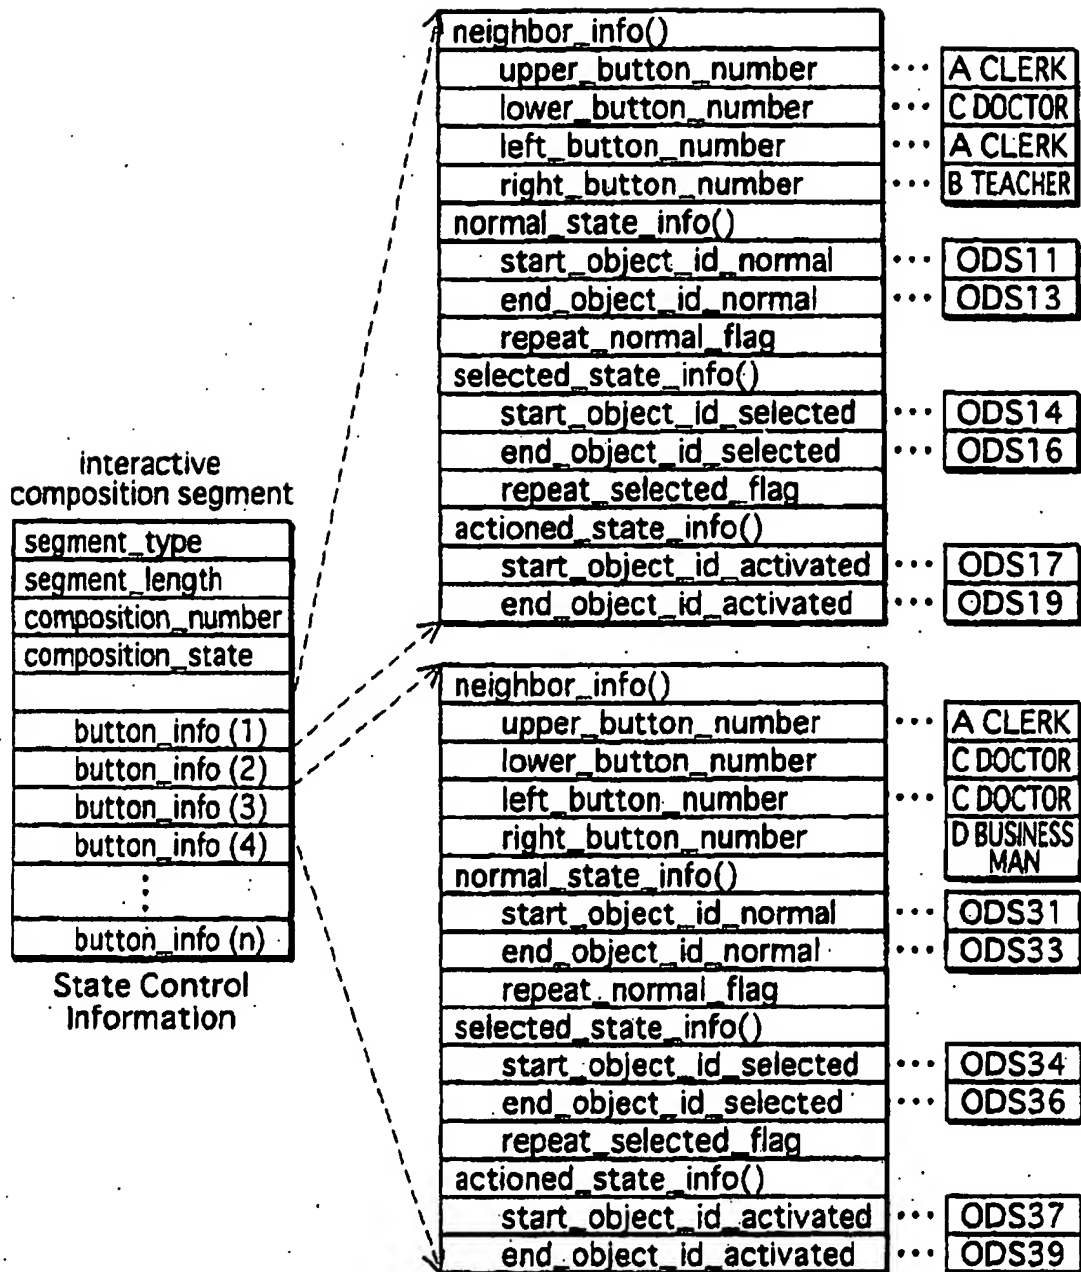 interactive
composition segment
segment_type
segment_length
composition_number
composition_state
button_info (1)
button_info (2)
button_info (3)
button_info (4)
button_info (n)
State Control
Information
neighbor_info()
upper_button_number ... A CLERK
lower_button_number ... C DOCTOR
left_button_number ... A CLERK
right_button_number ... B TEACHER
normal_state_info()
start_object_id_normal ... ODS11
end_object_id_normal ... ODS13
repeat_normal_flag
selected_state_info()
start_object_id_selected ... ODS14
end_object_id_selected ... ODS16
repeat_selected_flag
actioned_state_info()
start_object_id_activated ... ODS17
end_object_id_activated ... ODS19
neighbor_info()
upper_button_number ... A CLERK
lower_button_number C DOCTOR
left_button_number ... C DOCTOR
right_button_number D BUSINESS
MAN
normal_state_info()
start_object_id_normal ... ODS31
end_object_id_normal ... ODS33
repeat_normal_flag
selected_state_info()
start_object_id_selected ... ODS34
end_object_id_selected ... ODS36
repeat_selected_flag
actioned_state_info()
start_object_id_activated ... ODS37
end_object_id_activated ... ODS39